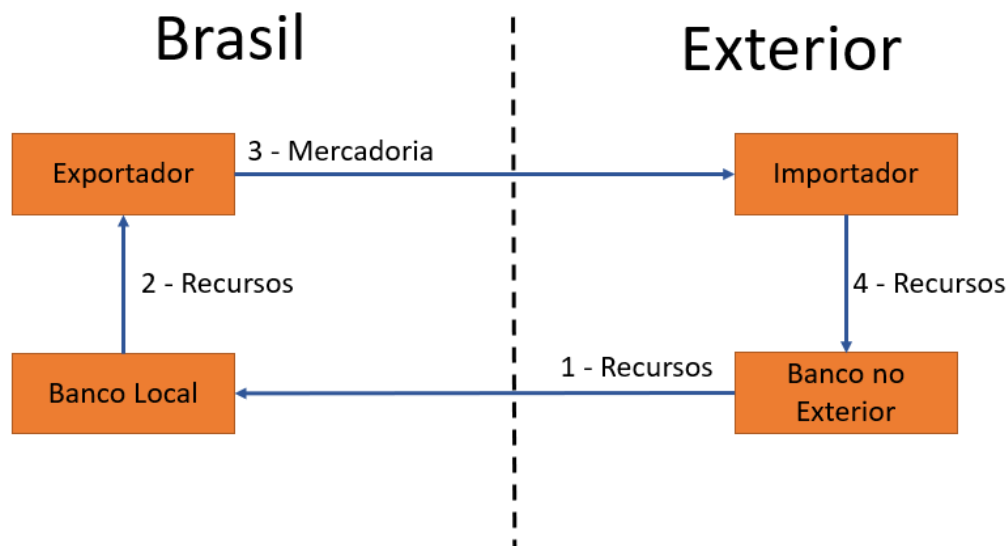 Brasil
Exterior
Exportador
3 - Mercadoria
Importador
2 - Recursos
4 - Recursos
Banco Local
1 - Recursos
Banco no
Exterior